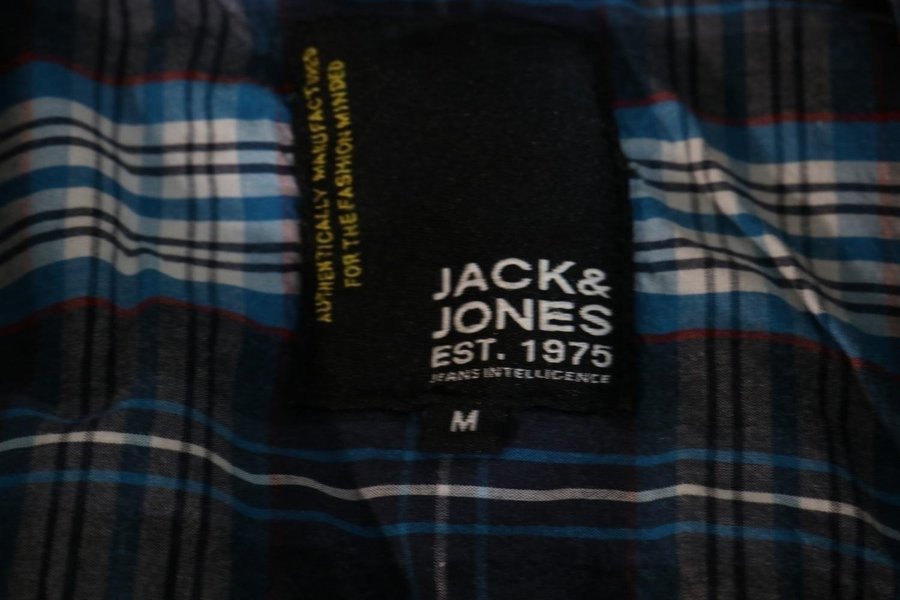 AUTHENTICALLY MANUFACTURED
FOR THE FASHION MINDED
JACK&
JONES
EST. 1975
JEANS INTELLIGENCE
M